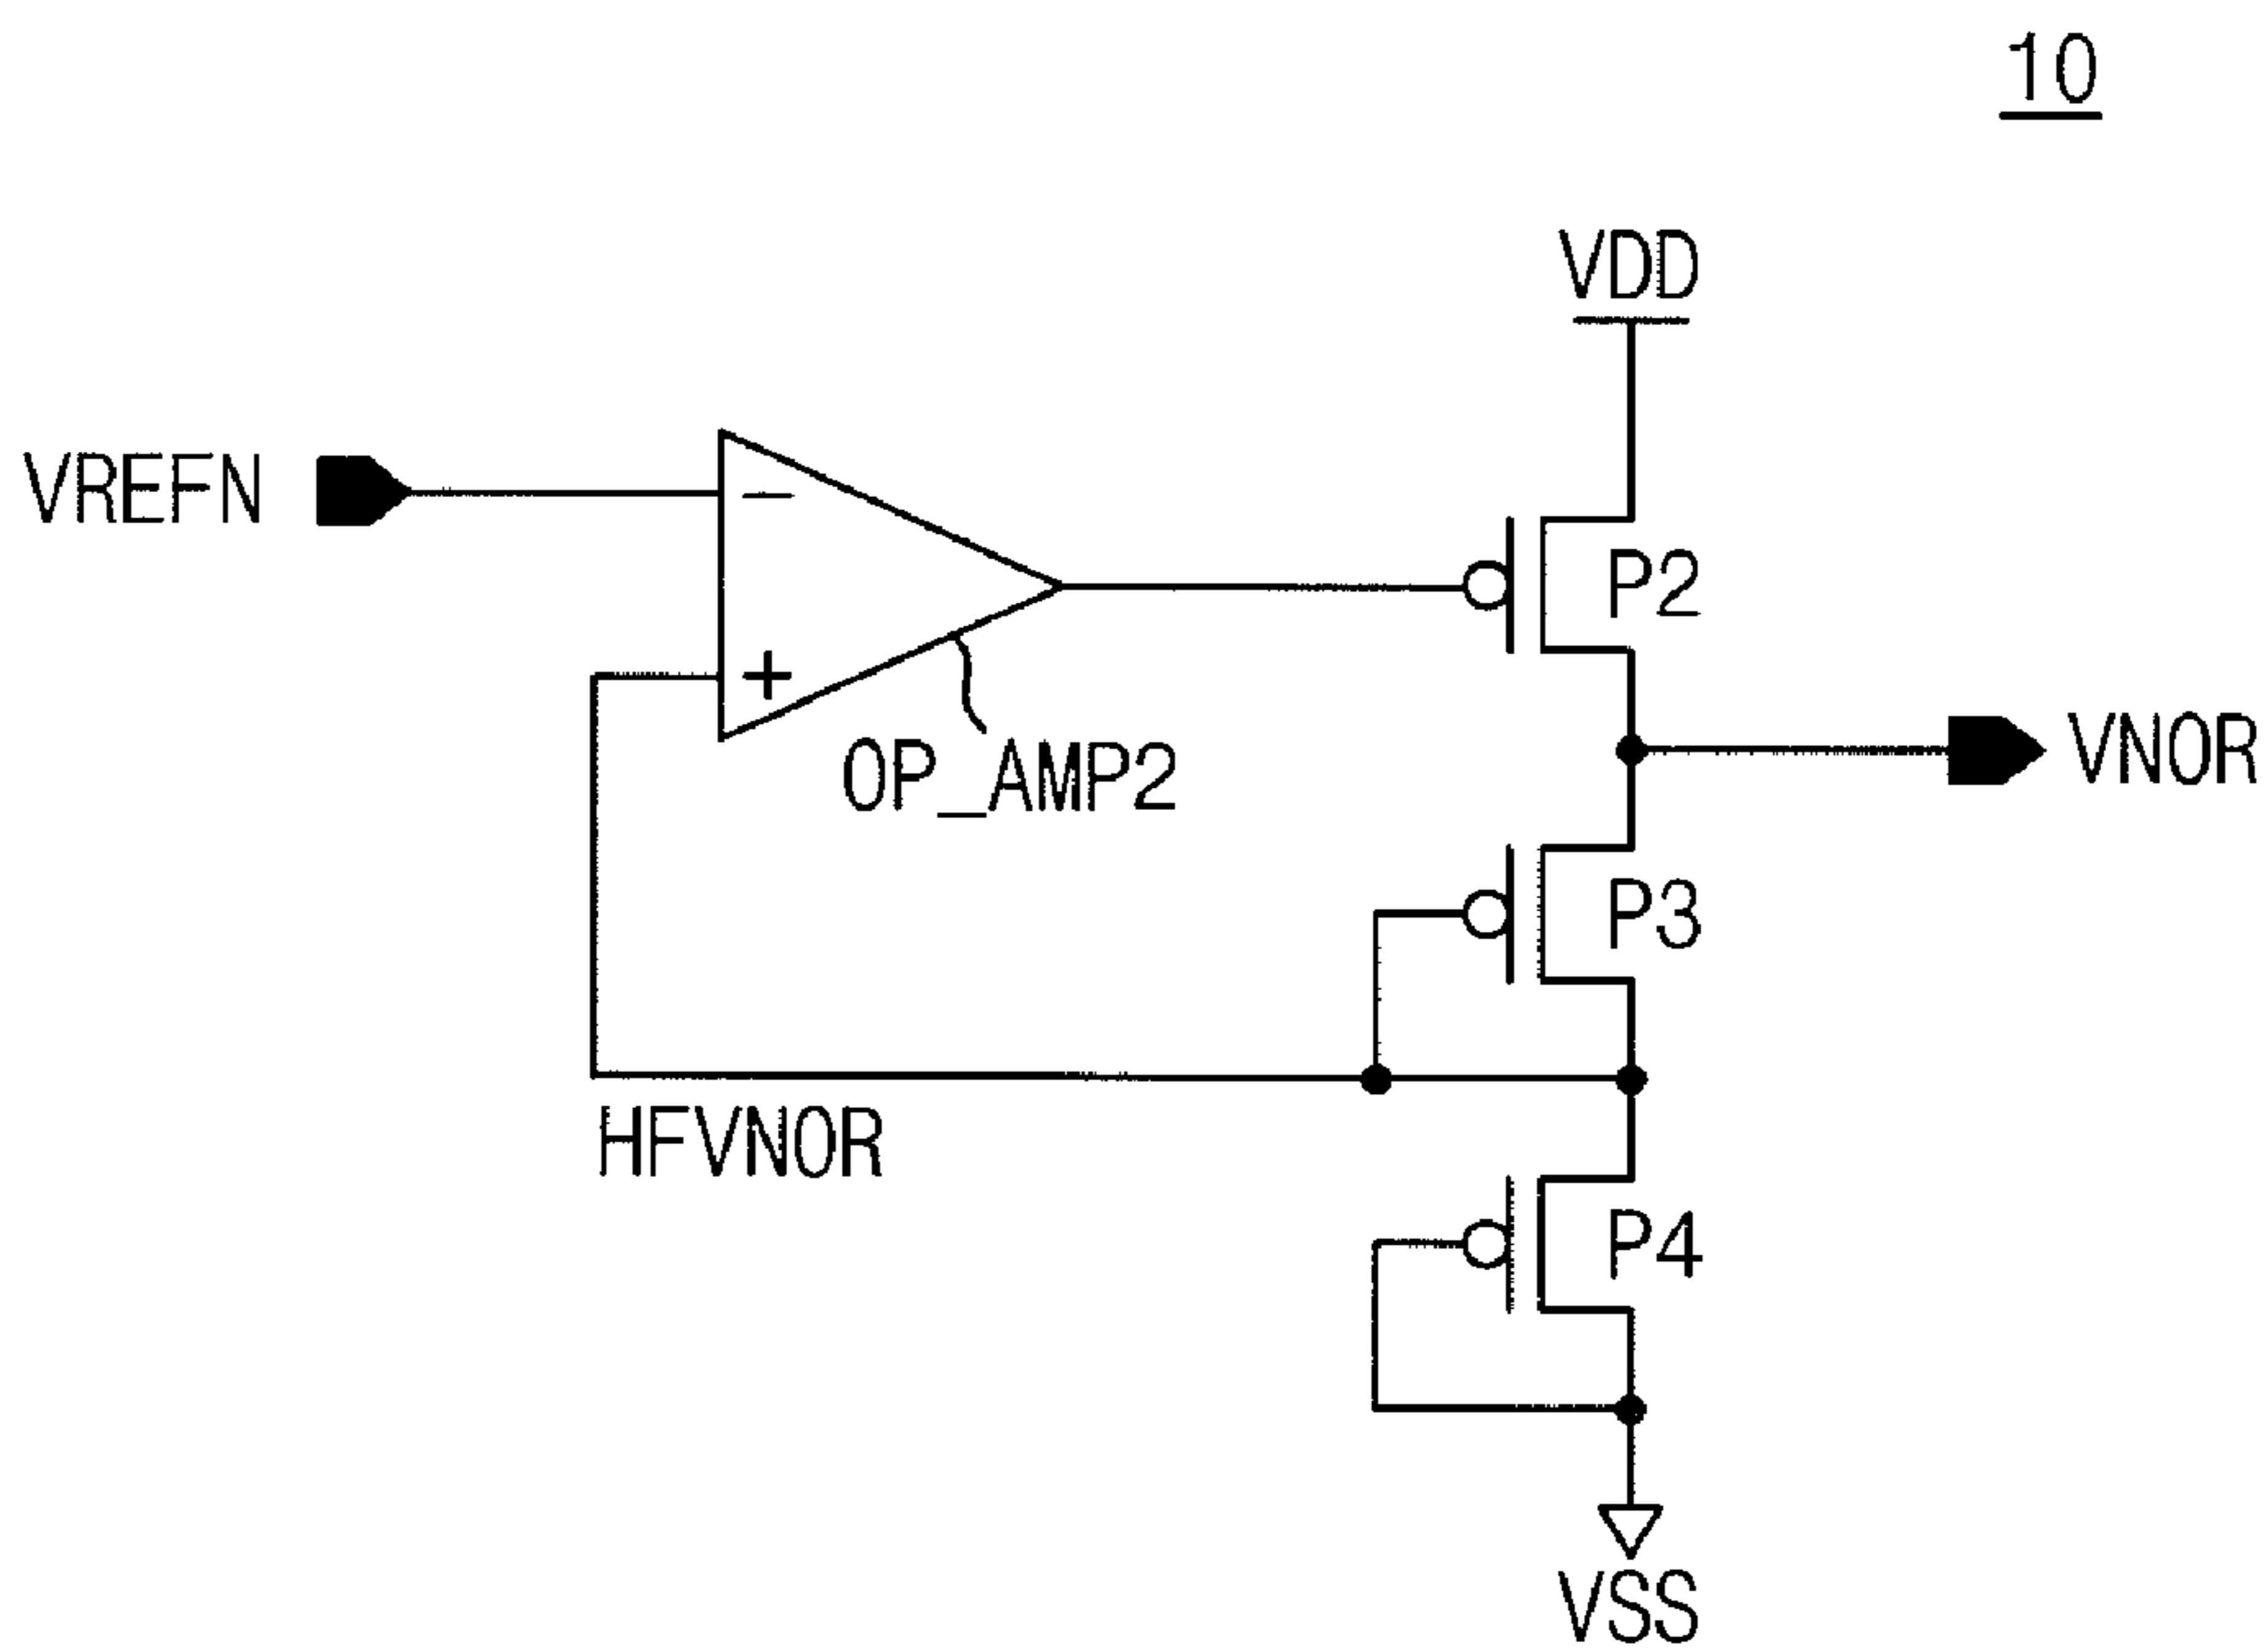 10
VDD
VREFN
−
P2
+
VNOR
OP_AMP2
P3
HFVNOR
P4
VSS